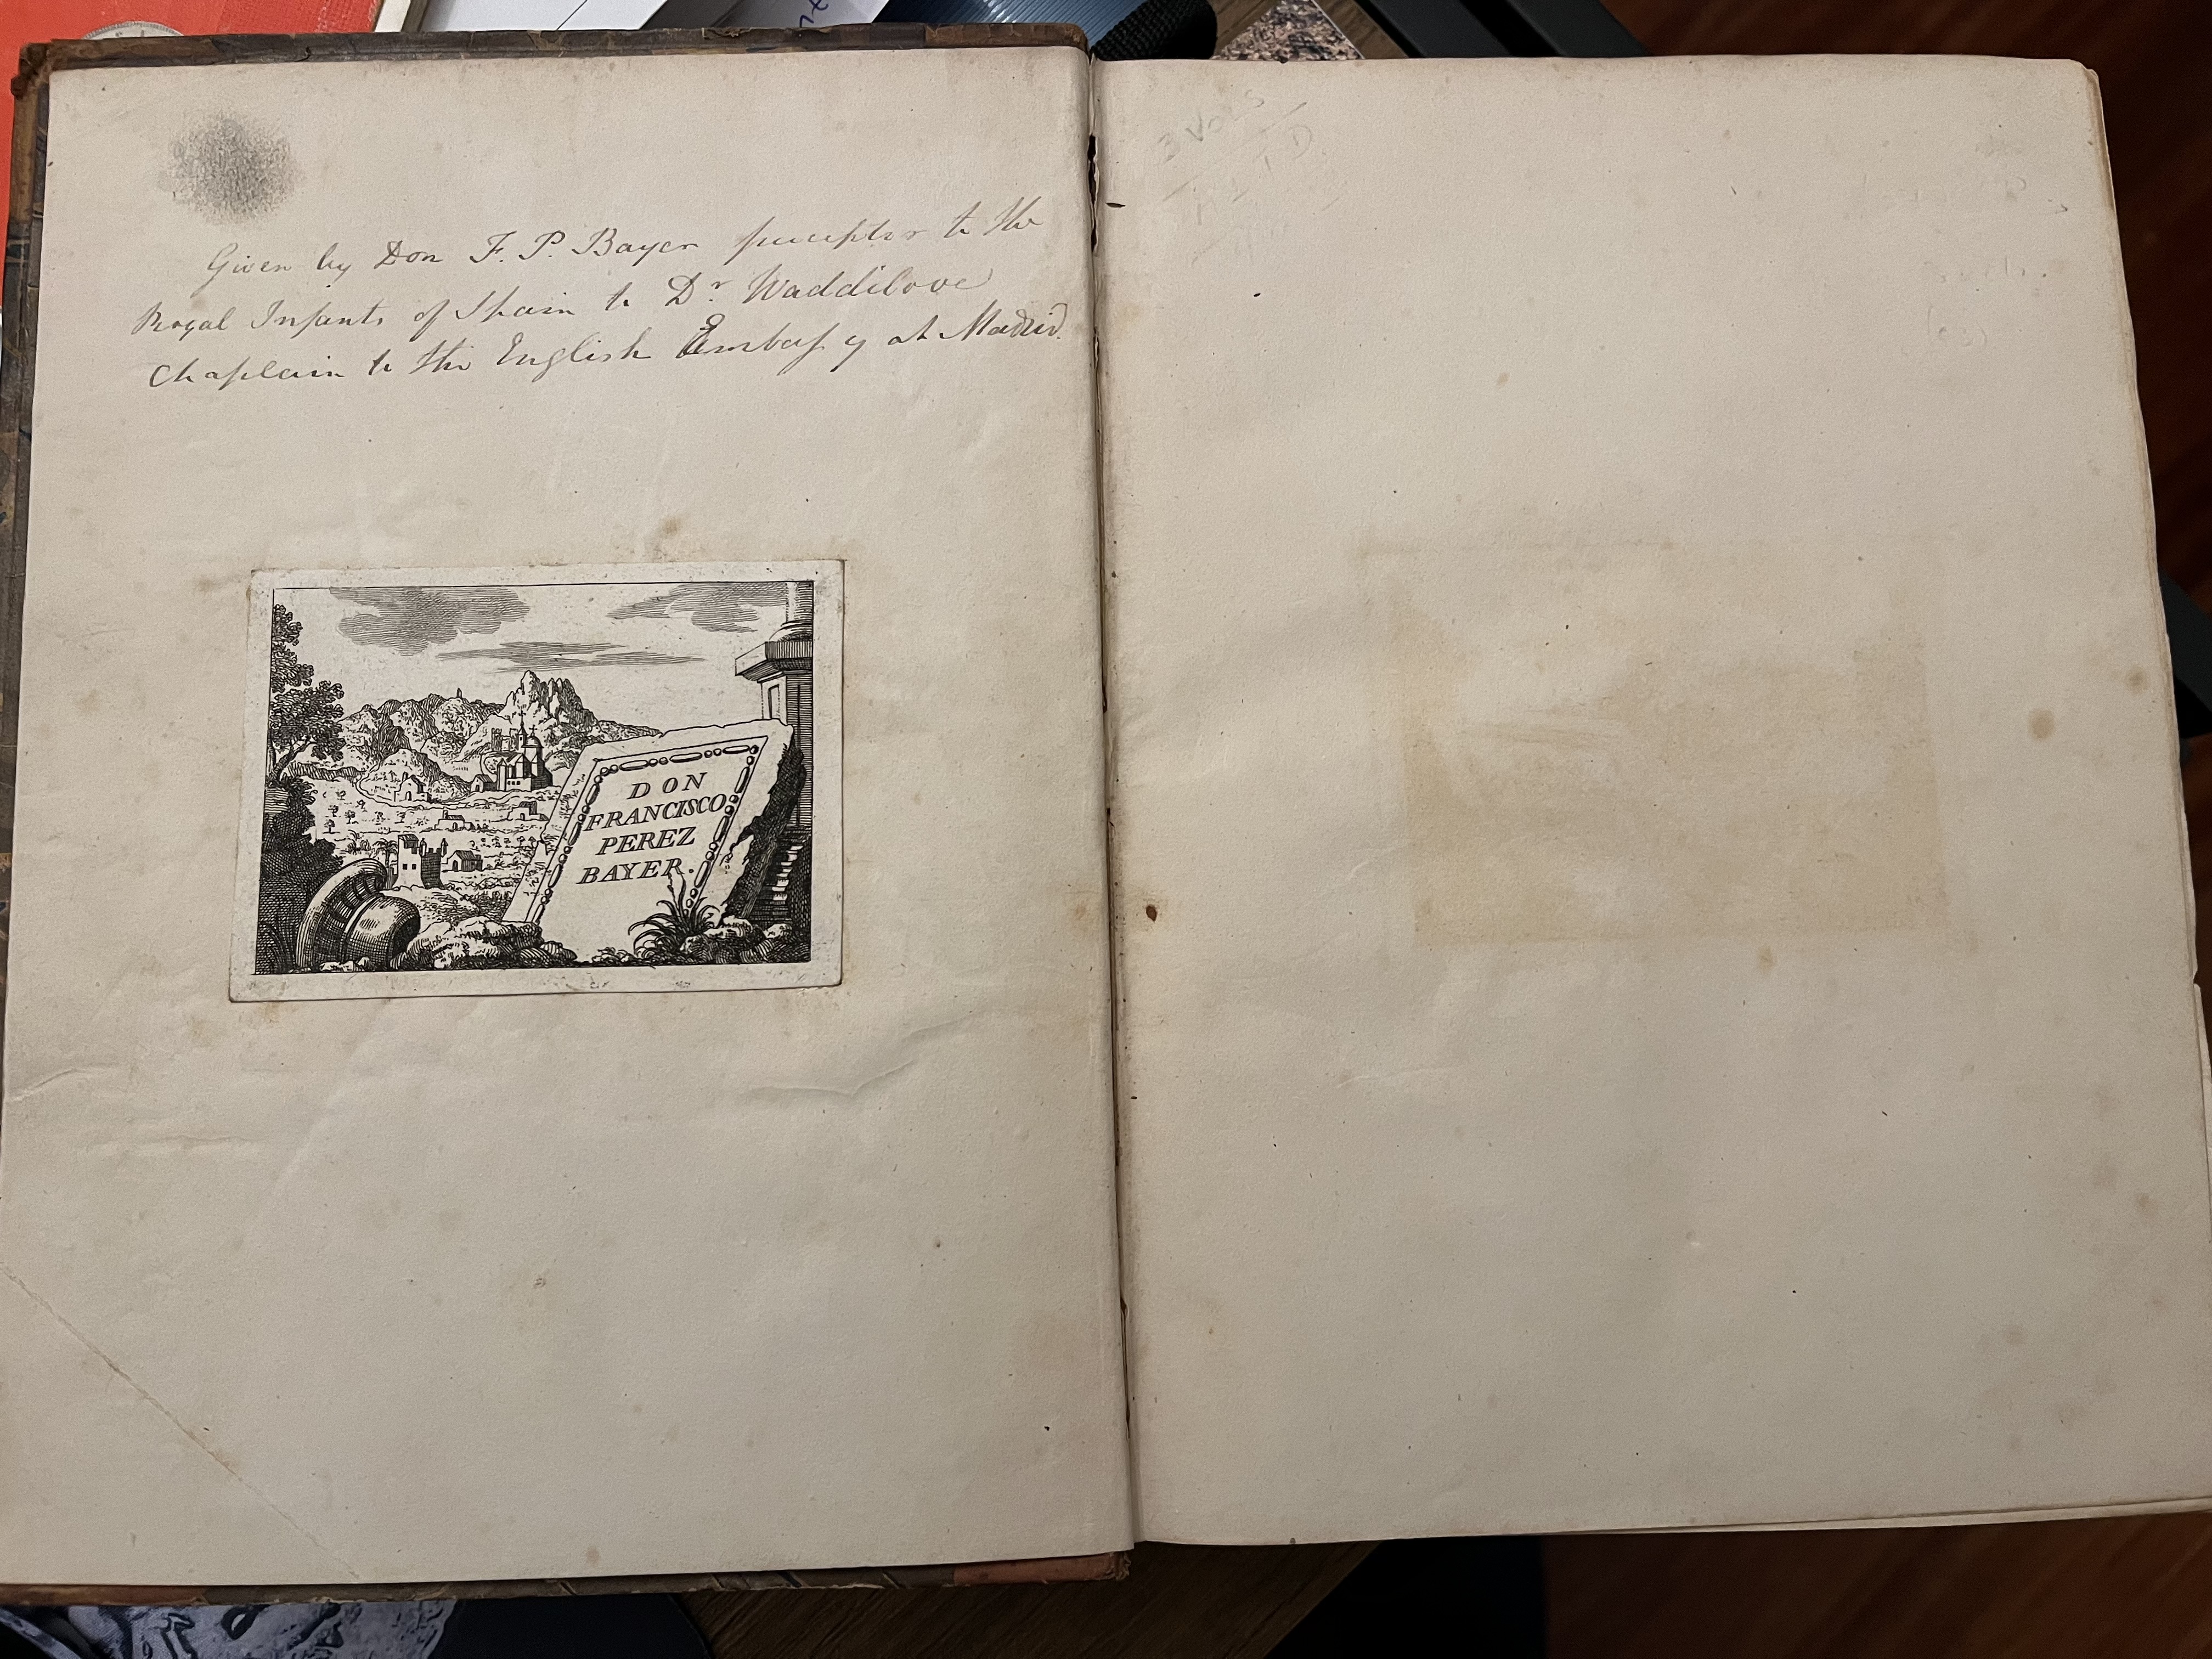 Given by Don F. P. Bayer preceptor to the
Royal Infants of Spain to Dr. Waddilove
Chaplain to the English Embassy at Madrid.
DON
FRANCISCO
PEREZ
BAYER.
3 VOLS